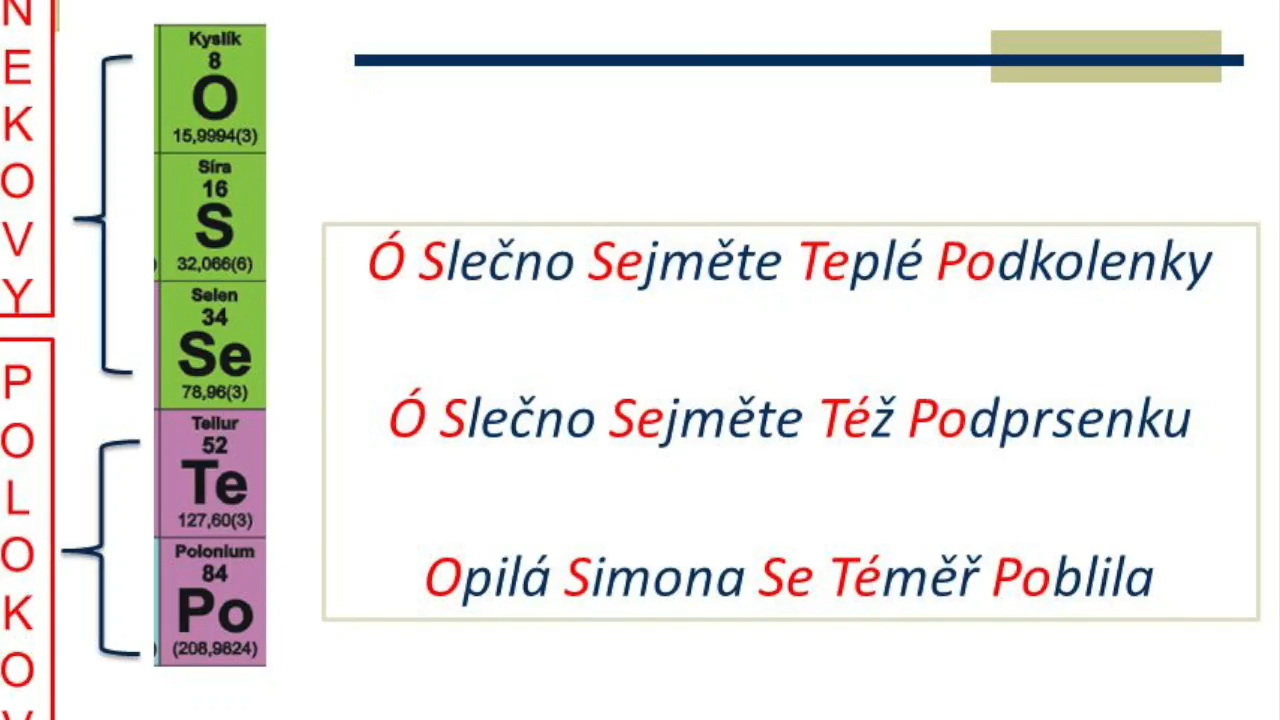 N
E
K
O
V
Y
P
O
L
O
K
O
V
Kyslík
8
O
15,9994(3)
Síra
16
S
32,066(6)
Selen
34
Se
78,96(3)
Tellur
52
Te
127,60(3)
Polonium
84
Po
(208,9824)
Ó Slečno Sejměte Teplé Podkolenky
Ó Slečno Sejměte Též Podprsenku
Opilá Simona Se Téměř Poblila